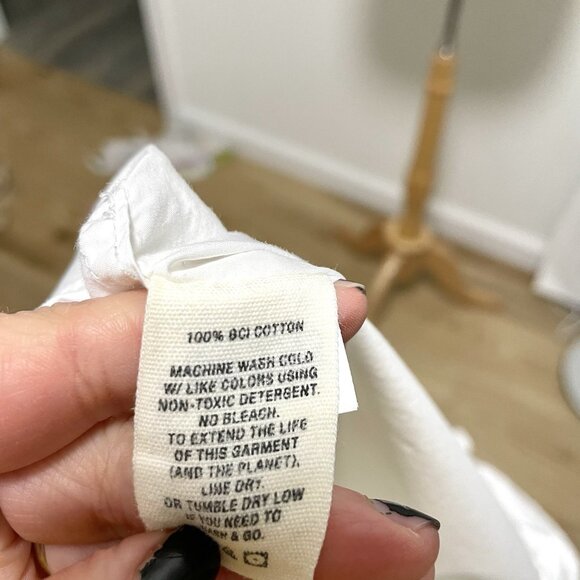 100% BCI COTTON
MACHINE WASH COLD
W/ LIKE COLORS USING
NON-TOXIC DETERGENT.
NO BLEACH.
TO EXTEND THE LIFE
OF THIS GARMENT
(AND THE PLANET),
LINE DRY.
OR TUMBLE DRY LOW
IF YOU NEED TO
& GO.